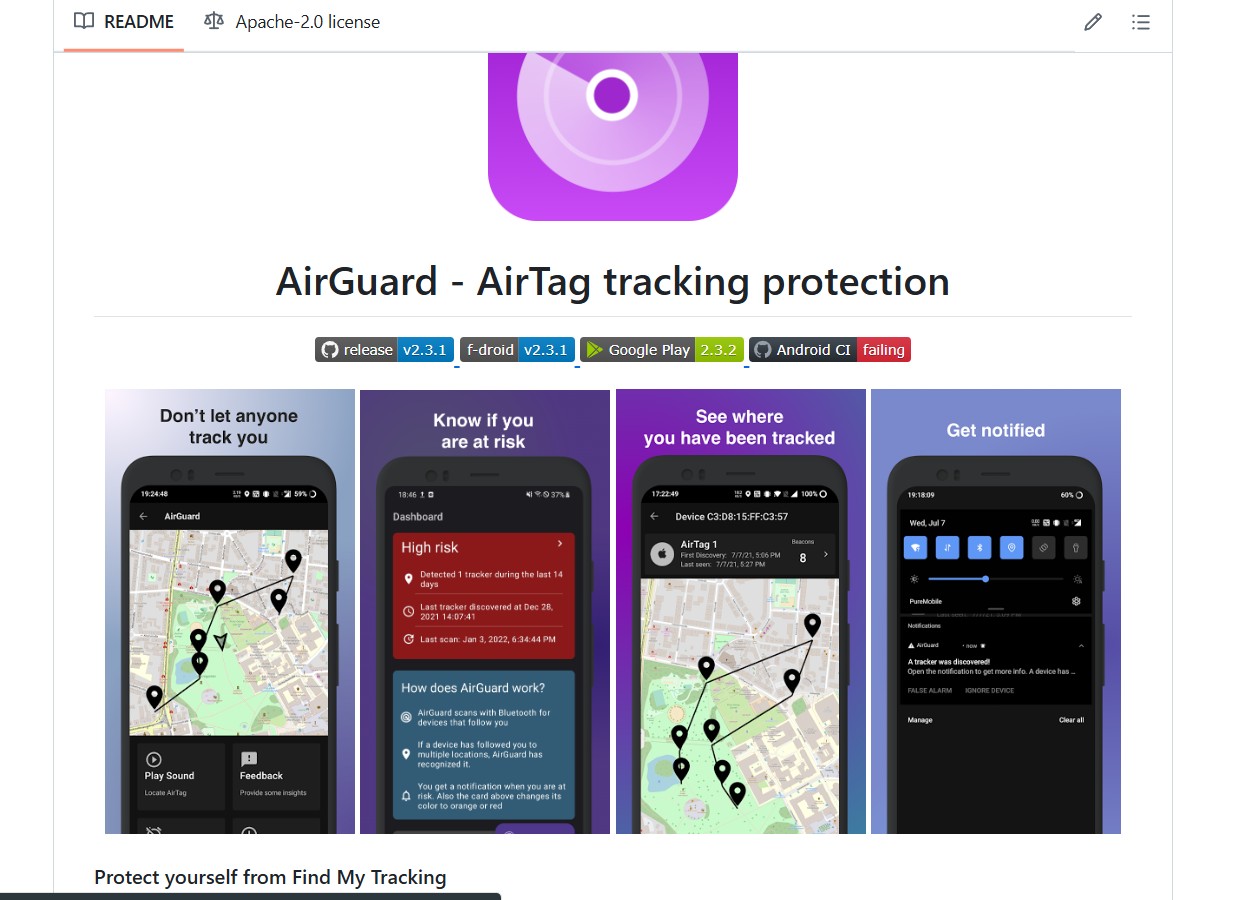 README
Apache-2.0 license
AirGuard - AirTag tracking protection
release v2.3.1
f-droid v2.3.1
Google Play 2.3.2
Android CI failing
Don't let anyone
track you
19:24:48
59%
AirGuard
Play Sound
Locate AirTag
Feedback
Provide some insights
Know if you
are at risk
18:46
37%
Dashboard
High risk
Detected 1 tracker during the last 14
days
Last tracker discovered at Dec 28,
2021 14:07:41
Last scan: Jan 3, 2022, 6:34:44 PM
How does AirGuard work?
AirGuard scans with Bluetooth for
devices that follow you
If a device has followed you to
multiple locations, AirGuard has
recognized it.
You get a notification when you are at
risk. Also the card above changes its
color to orange or red
See where
you have been tracked
17:22:49
100%
Device C3:D8:15:FF:C3:57
AirTag 1
First Discovery: 7/7/21, 5:06 PM
Last seen: 7/7/21, 5:27 PM
Beacons
8
Get notified
19:18:09
60%
Wed, Jul 7
PureMobile
Notifications
AirGuard • now
A tracker was discovered!
Open the notification to get more info. A device has ...
FALSE ALARM IGNORE DEVICE
Manage
Clear all
Protect yourself from Find My Tracking